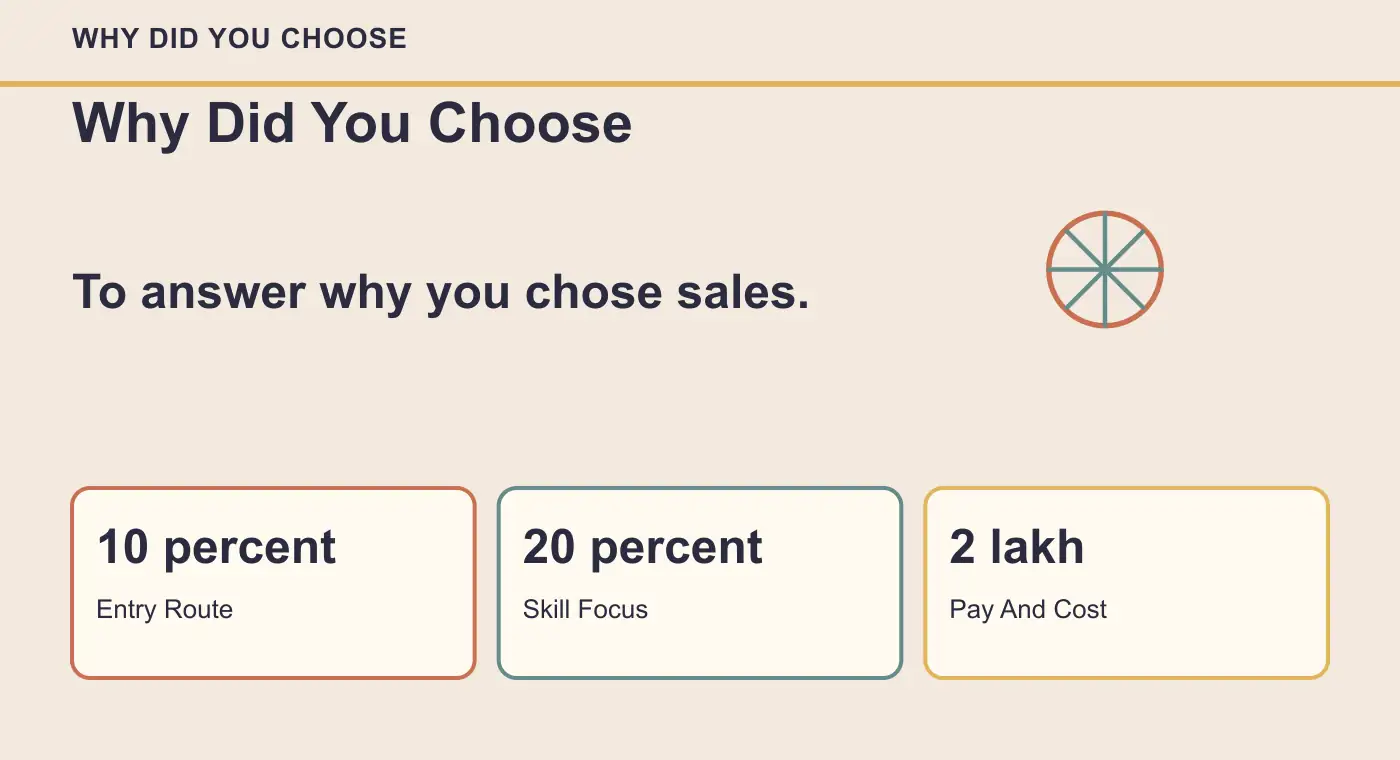 WHY DID YOU CHOOSE
Why Did You Choose
To answer why you chose sales.
10 percent
Entry Route
20 percent
Skill Focus
2 lakh
Pay And Cost